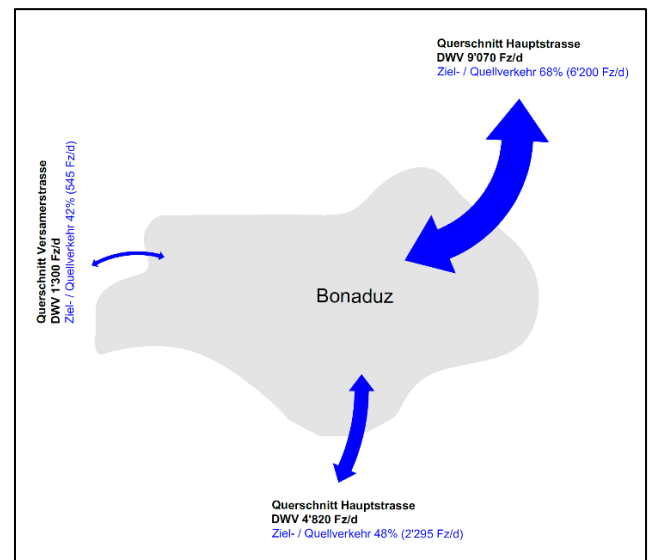 Querschnitt Hauptstrasse
DWV 9'070 Fz/d
Ziel- / Quellverkehr 68% (6'200 Fz/d)
Querschnitt Versamerstrasse
DWV 1'300 Fz/d
Ziel- / Quellverkehr 42% (545 Fz/d)
Bonaduz
Querschnitt Hauptstrasse
DWV 4'820 Fz/d
Ziel- / Quellverkehr 48% (2'295 Fz/d)